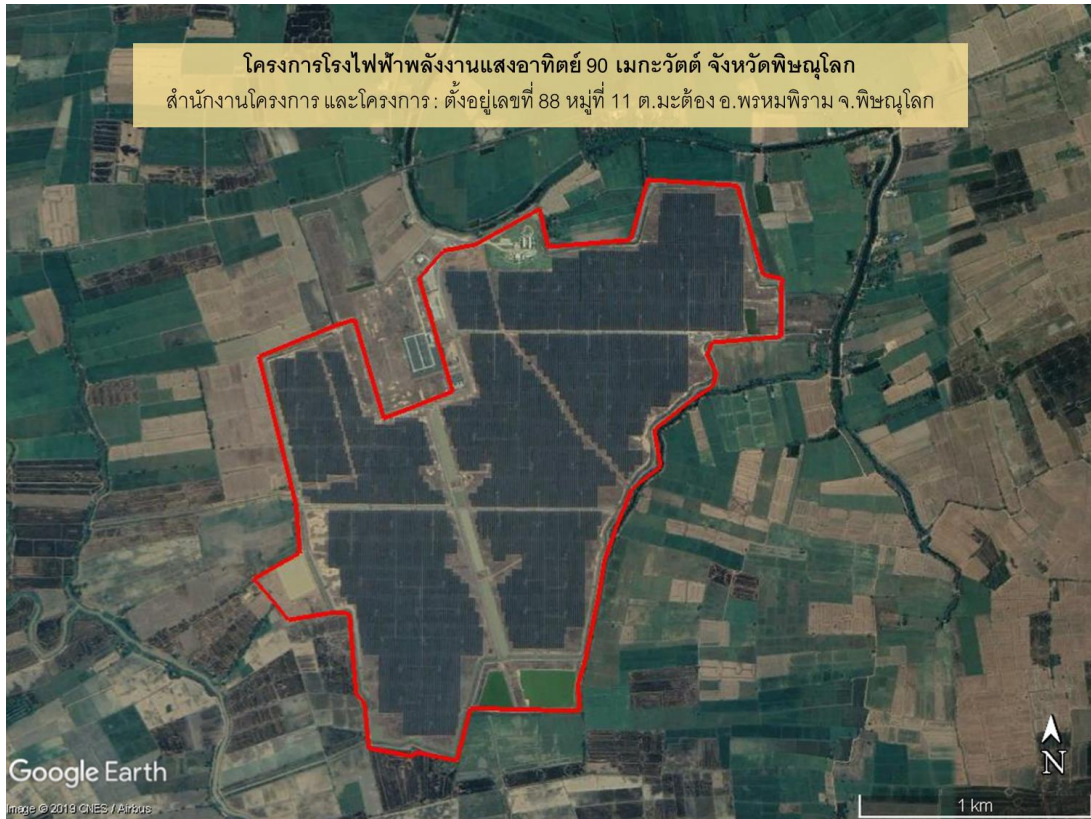 โครงการโรงไฟฟ้าพลังงานแสงอาทิตย์ 90 เมกะวัตต์ จังหวัดพิษณุโลก
สำนักงานโครงการ และโครงการ : ตั้งอยู่เลขที่ 88 หมู่ที่ 11 ต.มะต้อง อ.พรหมพิราม จ.พิษณุโลก
N
Google Earth
Image © 2019 CNES / Airbus
1 km